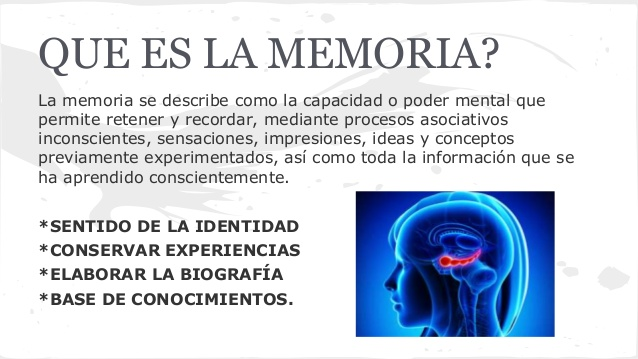 QUE ES LA MEMORIA?
La memoria se describe como la capacidad o poder mental que
permite retener y recordar, mediante procesos asociativos
inconscientes, sensaciones, impresiones, ideas y conceptos
previamente experimentados, así como toda la información que se
ha aprendido conscientemente.
*SENTIDO DE LA IDENTIDAD
*CONSERVAR EXPERIENCIAS
*ELABORAR LA BIOGRAFÍA
*BASE DE CONOCIMIENTOS.